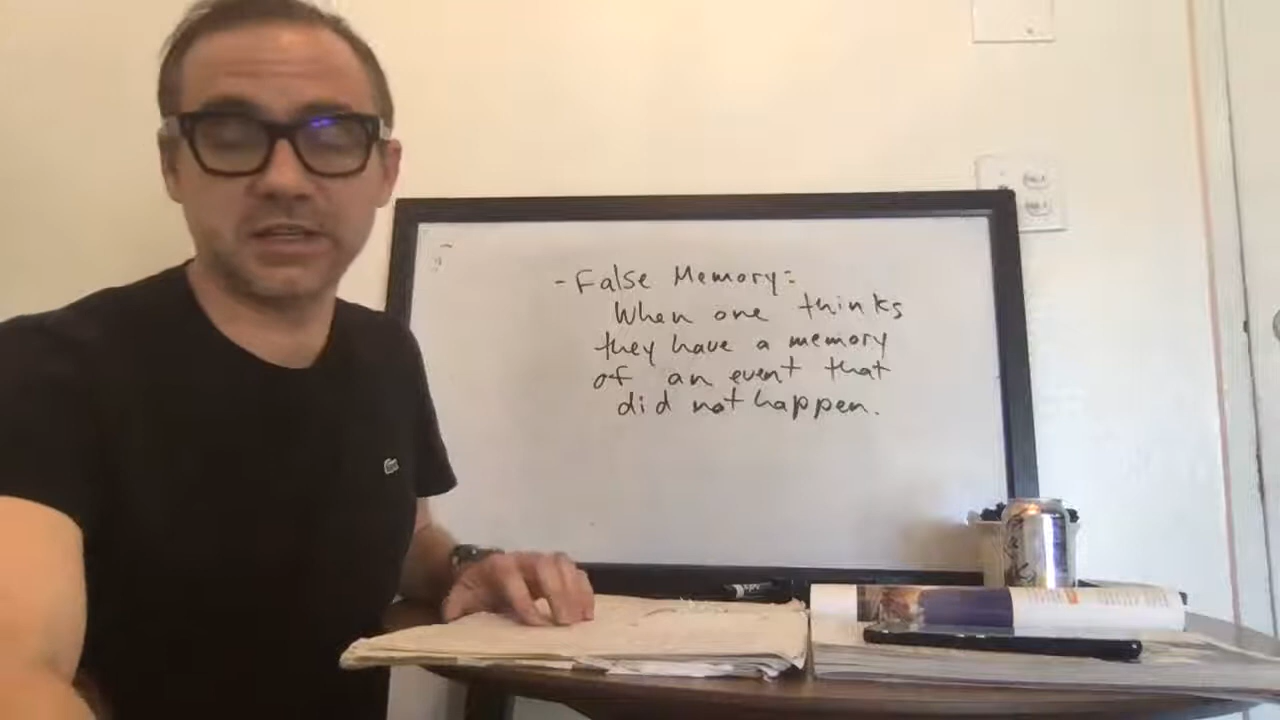 - False Memory:
When one thinks
they have a memory
of an event that
did not happen.